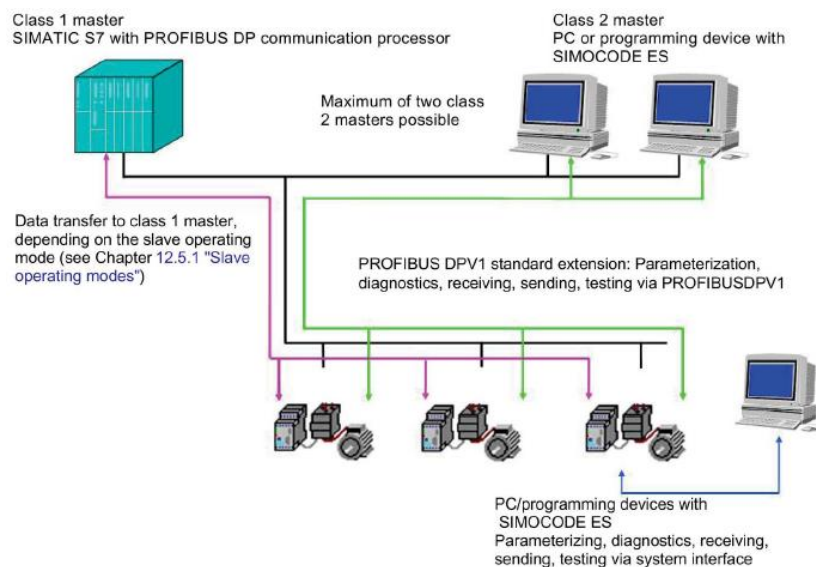 Class 1 master
SIMATIC S7 with PROFIBUS DP communication processor
Class 2 master
PC or programming device with
SIMOCODE ES
Maximum of two class
2 masters possible
Data transfer to class 1 master,
depending on the slave operating
mode (see Chapter 12.5.1 "Slave
operating modes")
PROFIBUS DPV1 standard extension: Parameterization,
diagnostics, receiving, sending, testing via PROFIBUSDPV1
PC/programming devices with
SIMOCODE ES
Parameterizing, diagnostics, receiving,
sending, testing via system interface